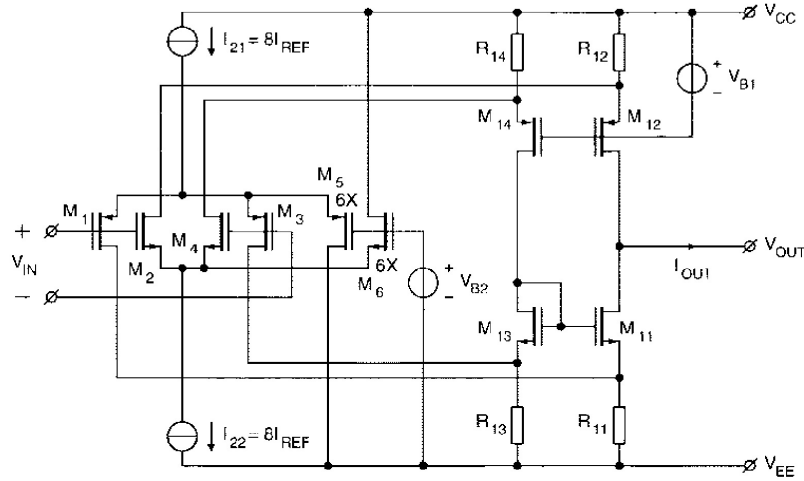 I21 = 8IREF
VCC
R14
R12
+
VB1
-
M14
M12
M5
6X
M1
M3
+
VIN
-
M2
M4
6X
M6
+
VB2
-
VOUT
IOUT
M13
M11
I22 = 8IREF
R13
R11
VEE